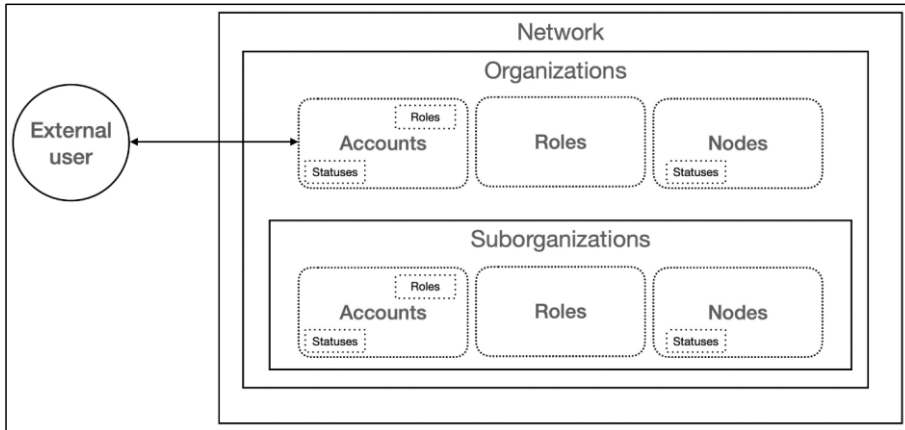 Network
Organizations
External
user
Roles
Accounts
Statuses
Roles
Nodes
Statuses
Suborganizations
Roles
Accounts
Statuses
Roles
Nodes
Statuses